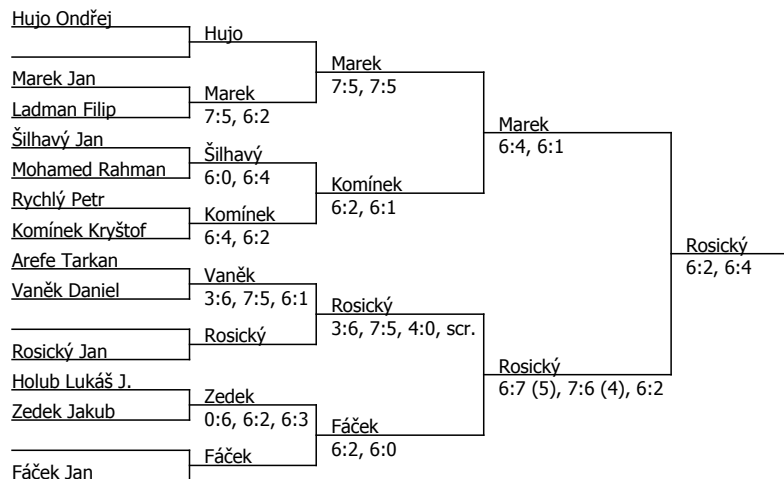 Hujo Ondřej
Hujo
Marek
7:5, 7:5
Marek Jan
Marek
7:5, 6:2
Ladman Filip
Marek
6:4, 6:1
Šilhavý Jan
Šilhavý
6:0, 6:4
Mohamed Rahman
Komínek
6:2, 6:1
Rychlý Petr
Komínek
6:4, 6:2
Komínek Kryštof
Rosický
6:2, 6:4
Arefe Tarkan
Vaněk
3:6, 7:5, 6:1
Vaněk Daniel
Rosický
3:6, 7:5, 4:0, scr.
Rosický
Rosický Jan
Rosický
6:7 (5), 7:6 (4), 6:2
Holub Lukáš J.
Zedek
0:6, 6:2, 6:3
Zedek Jakub
Fáček
6:2, 6:0
Fáček
Fáček Jan